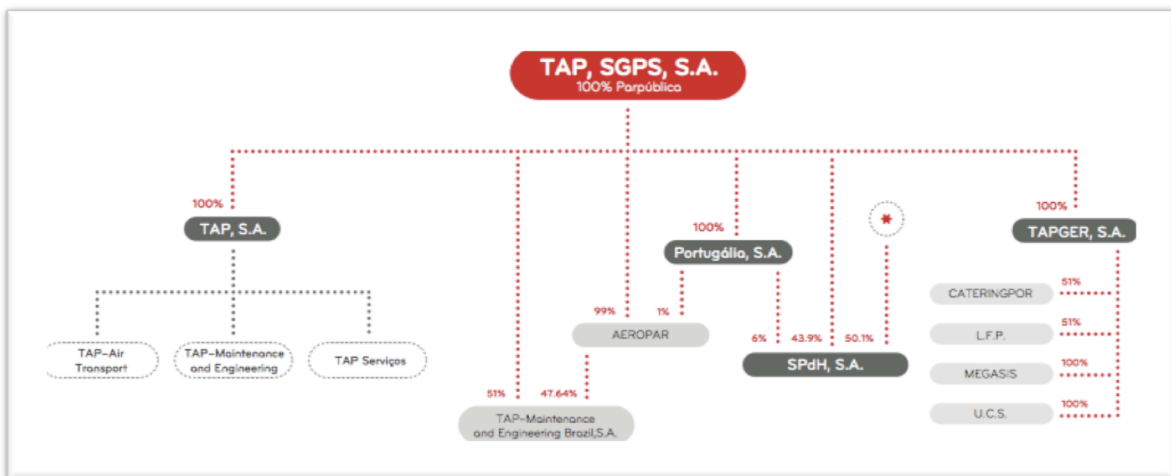 TAP, SGPS, S.A.
100% Parpública
100%
TAP, S.A.
100%
Portugália, S.A.
*
100%
TAPGER, S.A.
CATERINGPOR
51%
99%
1%
AEROPAR
6%
43.9%
50.1%
L.F.P.
51%
TAP-Air
Transport
TAP-Maintenance
and Engineering
TAP Serviços
SPdH, S.A.
MEGASIS
100%
51%
47.64%
TAP-Maintenance
and Engineering Brazil,S.A.
U.C.S.
100%